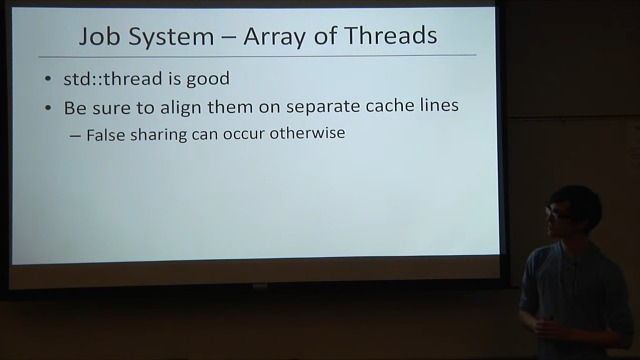 Job System – Array of Threads
• std::thread is good
• Be sure to align them on separate cache lines
– False sharing can occur otherwise